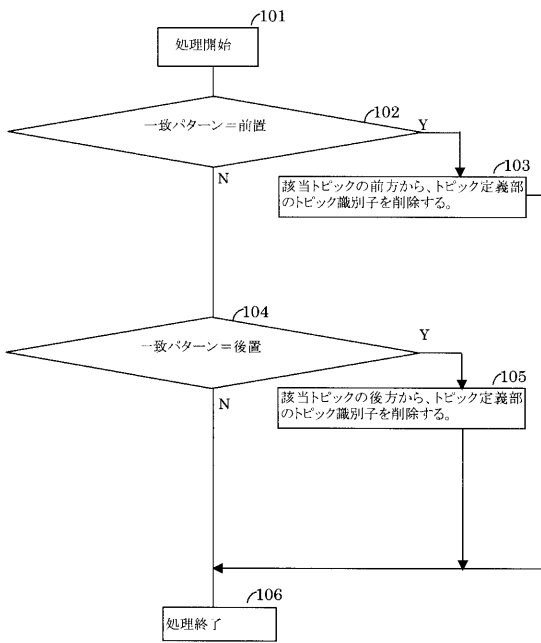 101
処理開始
102
一致パターン＝前置
Y
N
103
該当トピックの前方から、トピック定義部
のトピック識別子を削除する。
104
一致パターン＝後置
Y
N
105
該当トピックの後方から、トピック定義部
のトピック識別子を削除する。
106
処理終了